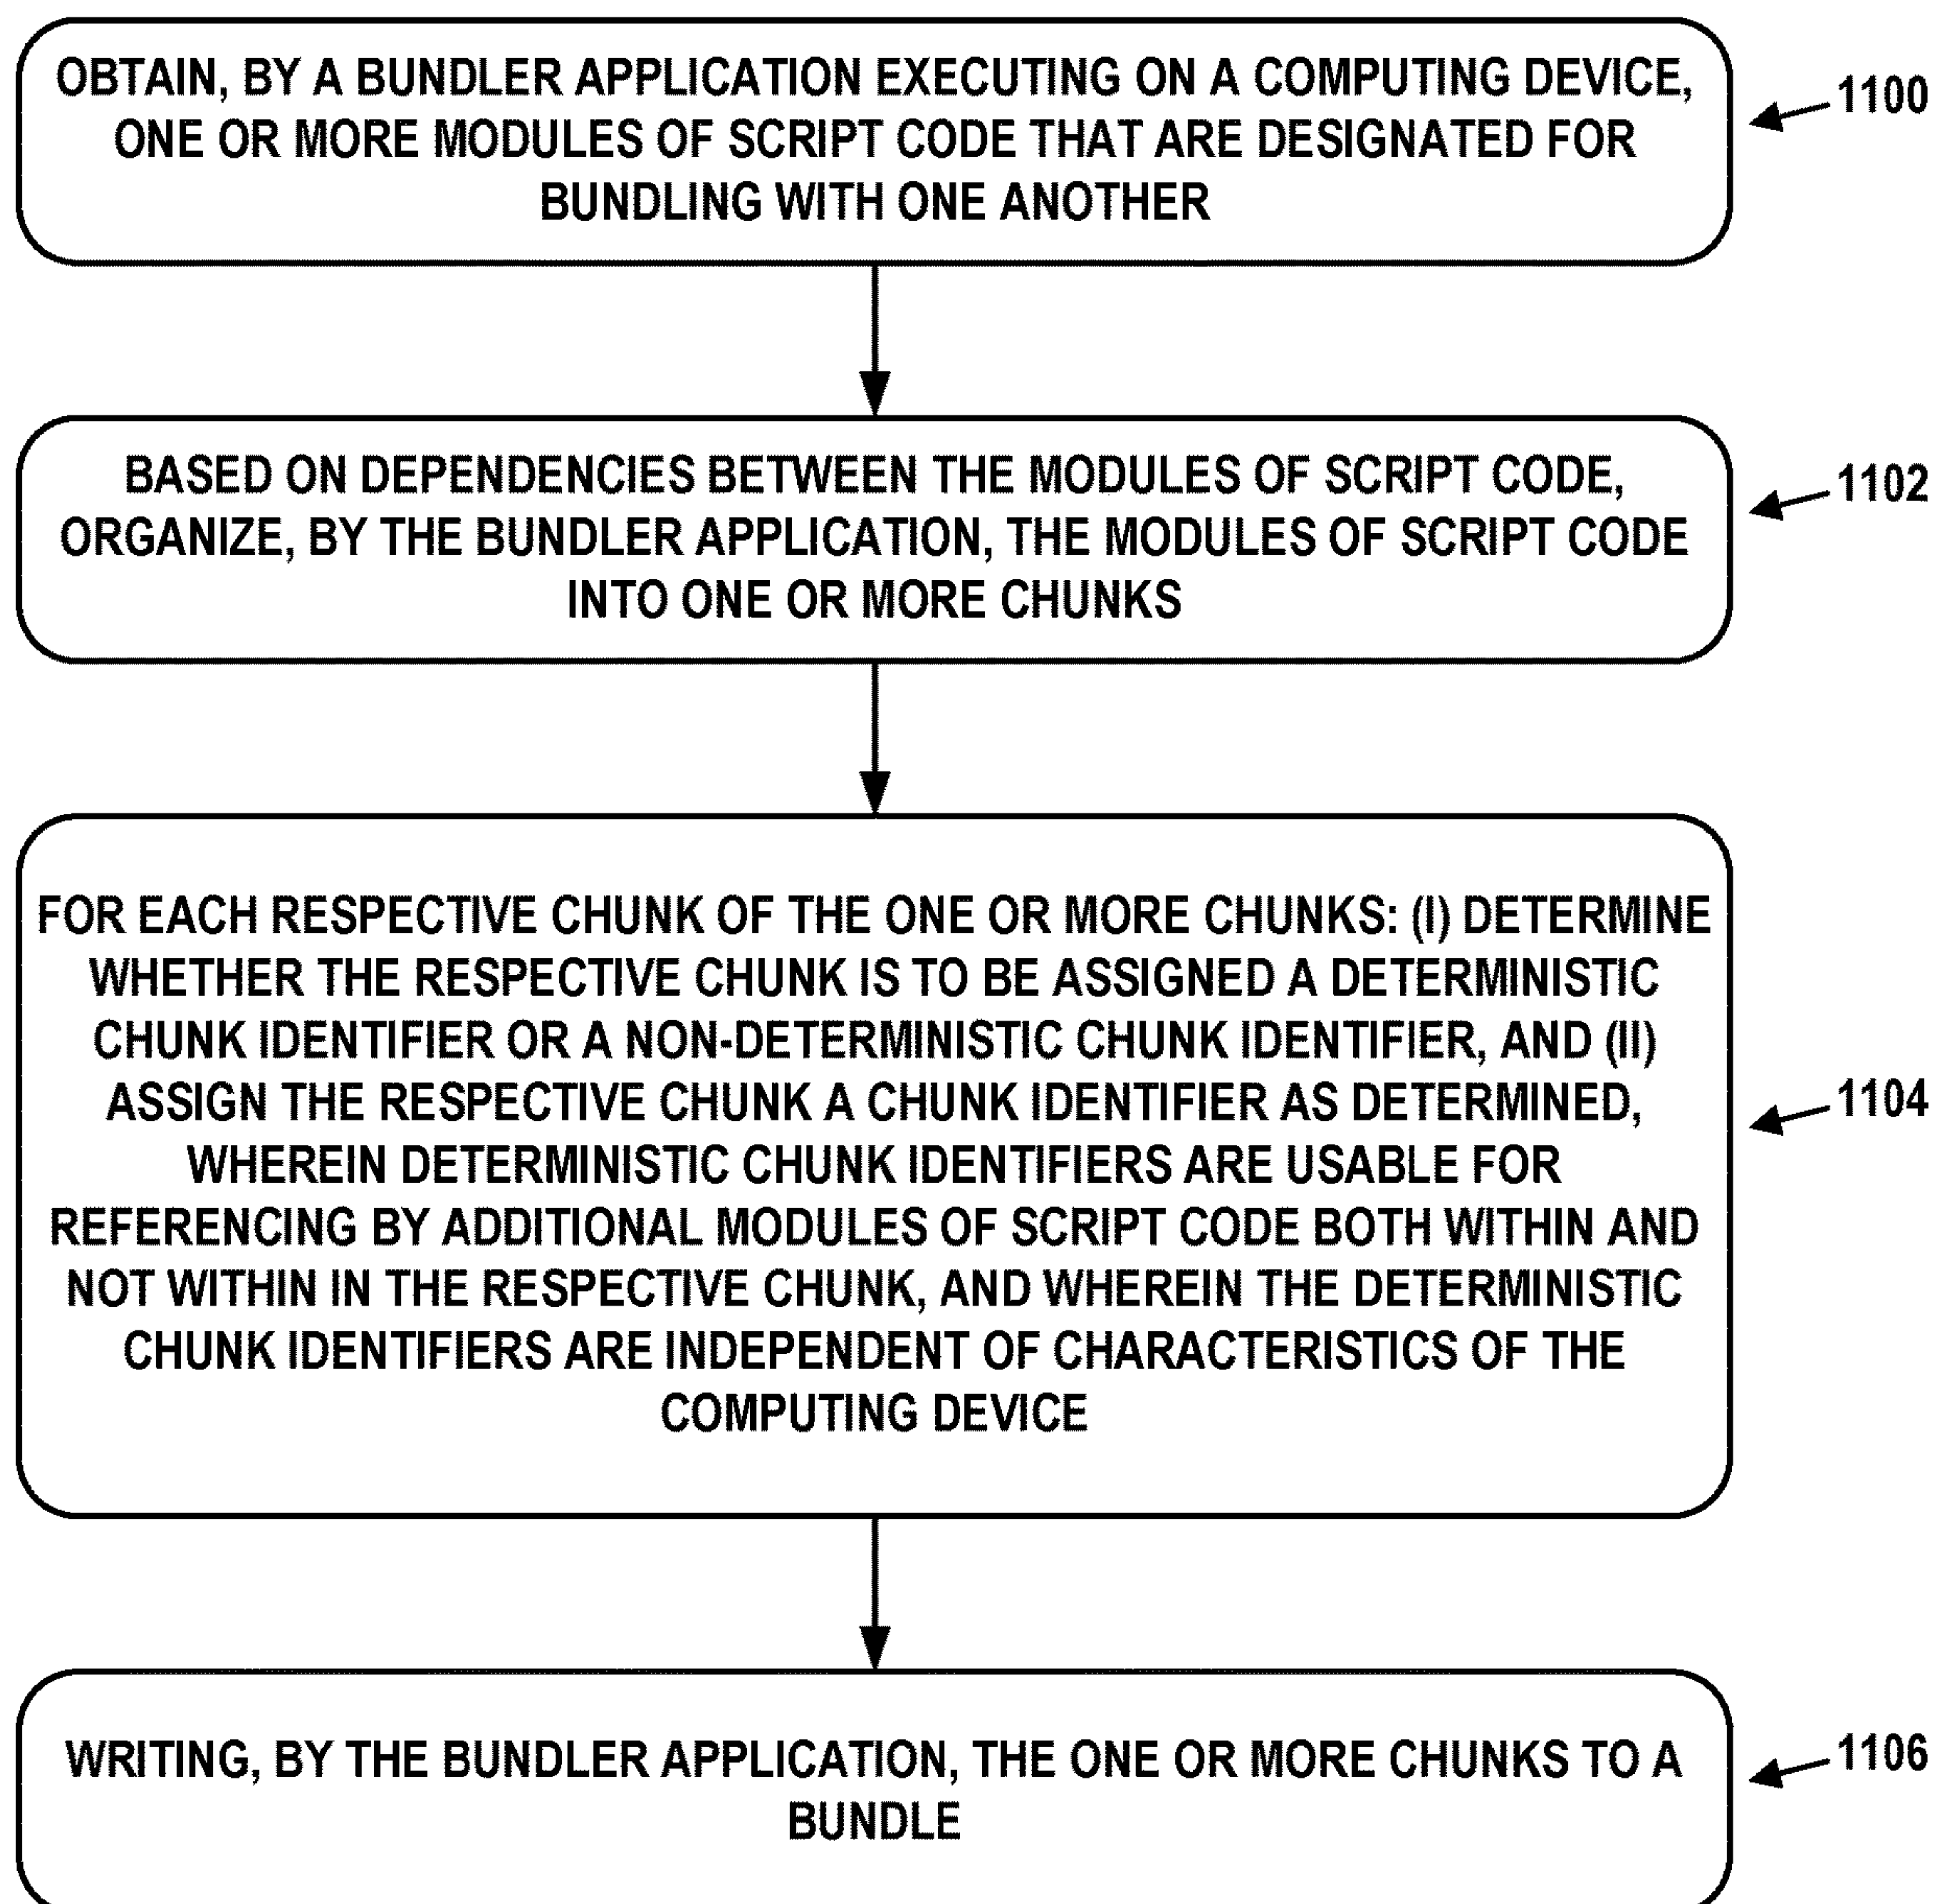 OBTAIN, BY A BUNDLER APPLICATION EXECUTING ON A COMPUTING DEVICE,
ONE OR MORE MODULES OF SCRIPT CODE THAT ARE DESIGNATED FOR
BUNDLING WITH ONE ANOTHER
1100
BASED ON DEPENDENCIES BETWEEN THE MODULES OF SCRIPT CODE,
ORGANIZE, BY THE BUNDLER APPLICATION, THE MODULES OF SCRIPT CODE
INTO ONE OR MORE CHUNKS
1102
FOR EACH RESPECTIVE CHUNK OF THE ONE OR MORE CHUNKS: (I) DETERMINE
WHETHER THE RESPECTIVE CHUNK IS TO BE ASSIGNED A DETERMINISTIC
CHUNK IDENTIFIER OR A NON-DETERMINISTIC CHUNK IDENTIFIER, AND (II)
ASSIGN THE RESPECTIVE CHUNK A CHUNK IDENTIFIER AS DETERMINED,
WHEREIN DETERMINISTIC CHUNK IDENTIFIERS ARE USABLE FOR
REFERENCING BY ADDITIONAL MODULES OF SCRIPT CODE BOTH WITHIN AND
NOT WITHIN IN THE RESPECTIVE CHUNK, AND WHEREIN THE DETERMINISTIC
CHUNK IDENTIFIERS ARE INDEPENDENT OF CHARACTERISTICS OF THE
COMPUTING DEVICE
1104
WRITING, BY THE BUNDLER APPLICATION, THE ONE OR MORE CHUNKS TO A
BUNDLE
1106